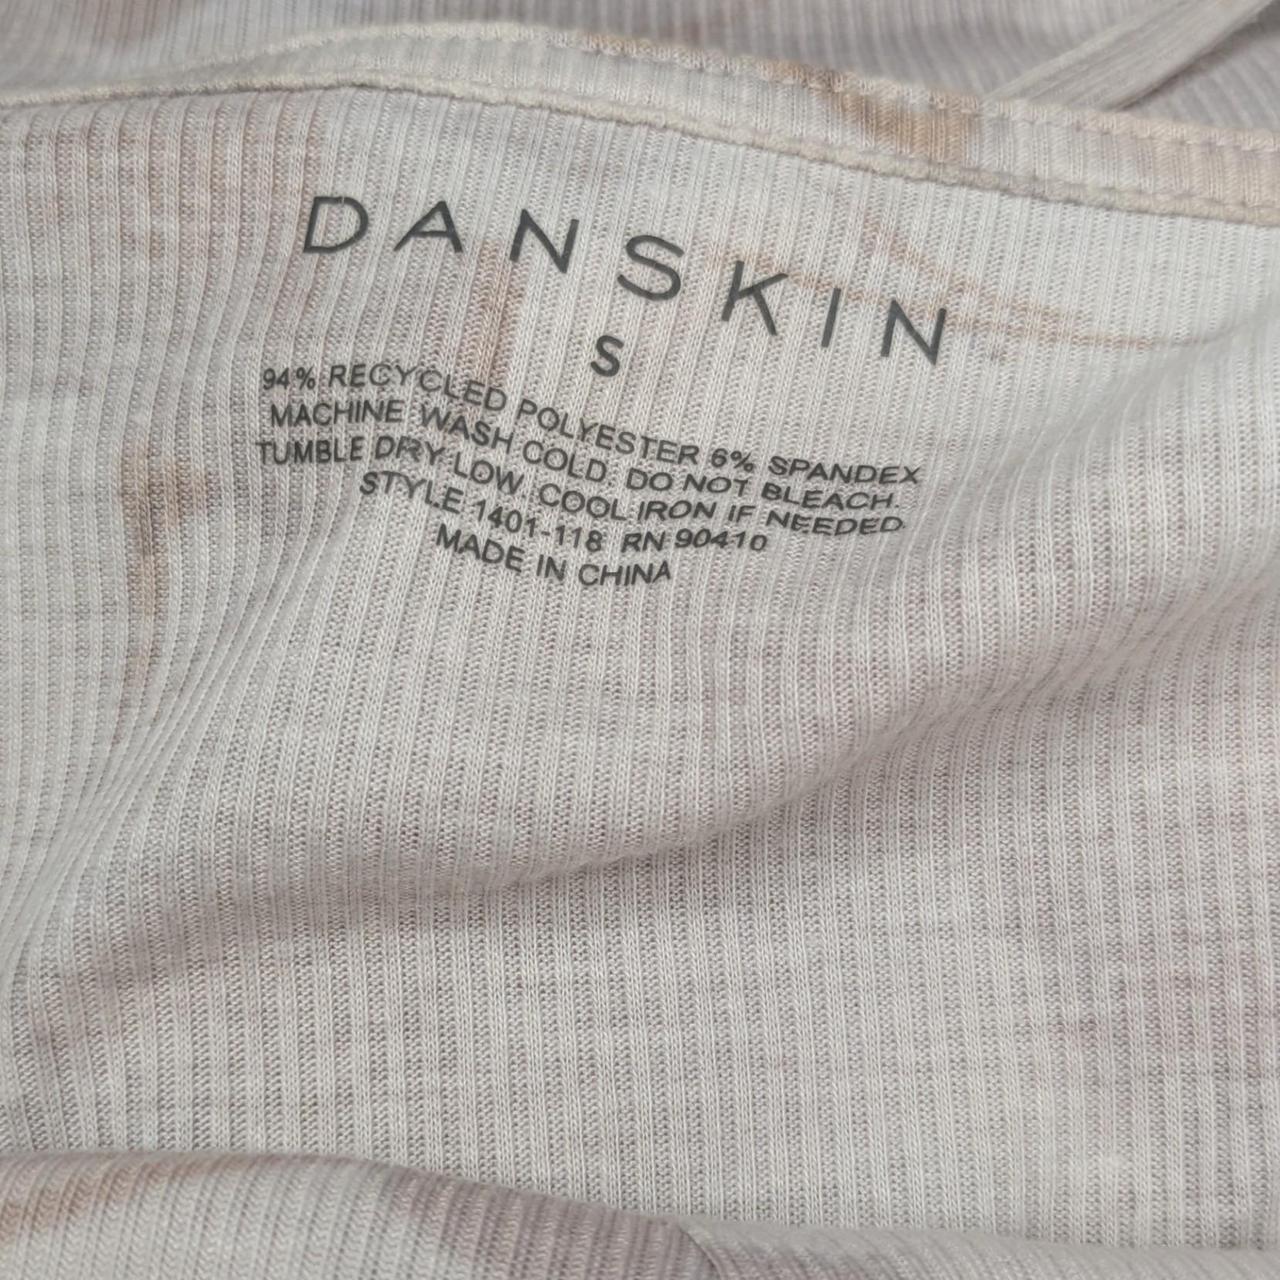 DANSKIN
S
94% RECYCLED POLYESTER 6% SPANDEX
MACHINE WASH COLD. DO NOT BLEACH.
TUMBLE DRY LOW. COOL IRON IF NEEDED
STYLE 1401-118 RN 90410
MADE IN CHINA